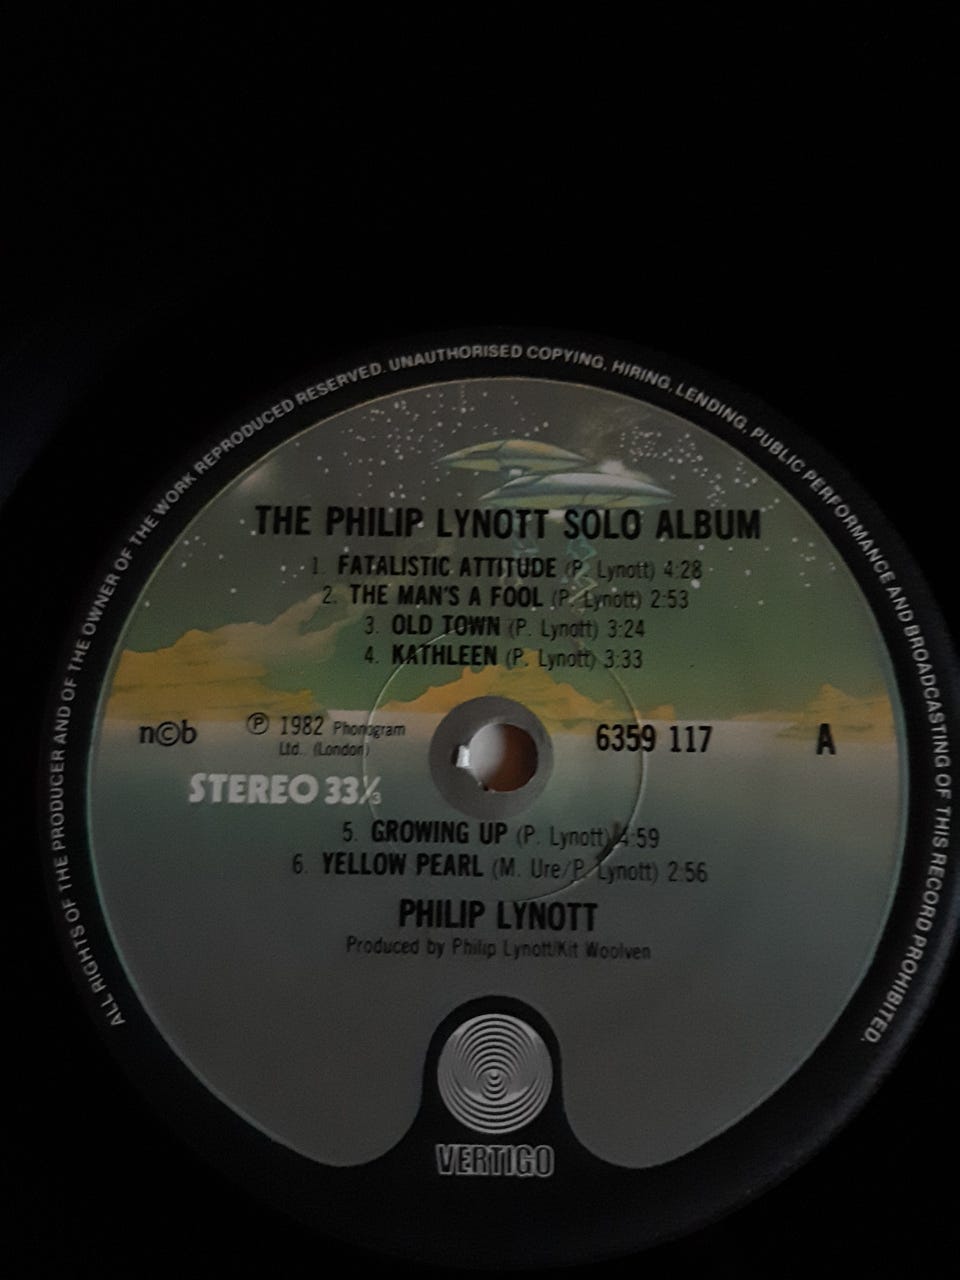 ALL RIGHTS OF THE PRODUCER AND OF THE OWNER OF THE WORK REPRODUCED RESERVED. UNAUTHORISED COPYING, HIRING, LENDING, PUBLIC PERFORMANCE AND BROADCASTING OF THIS RECORD PROHIBITED.
THE PHILIP LYNOTT SOLO ALBUM
1. FATALISTIC ATTITUDE (P. Lynott) 4:28
2. THE MAN'S A FOOL (P. Lynott) 2:53
3. OLD TOWN (P. Lynott) 3:24
4. KATHLEEN (P. Lynott) 3:33
n©b ℗ 1982 Phonogram 6359 117 A
Ltd. (London)
STEREO 33⅓
5. GROWING UP (P. Lynott) 4:59
6. YELLOW PEARL (M. Ure/P. Lynott) 2:56
PHILIP LYNOTT
Produced by Philip Lynott/Kit Woolven
VERTIGO